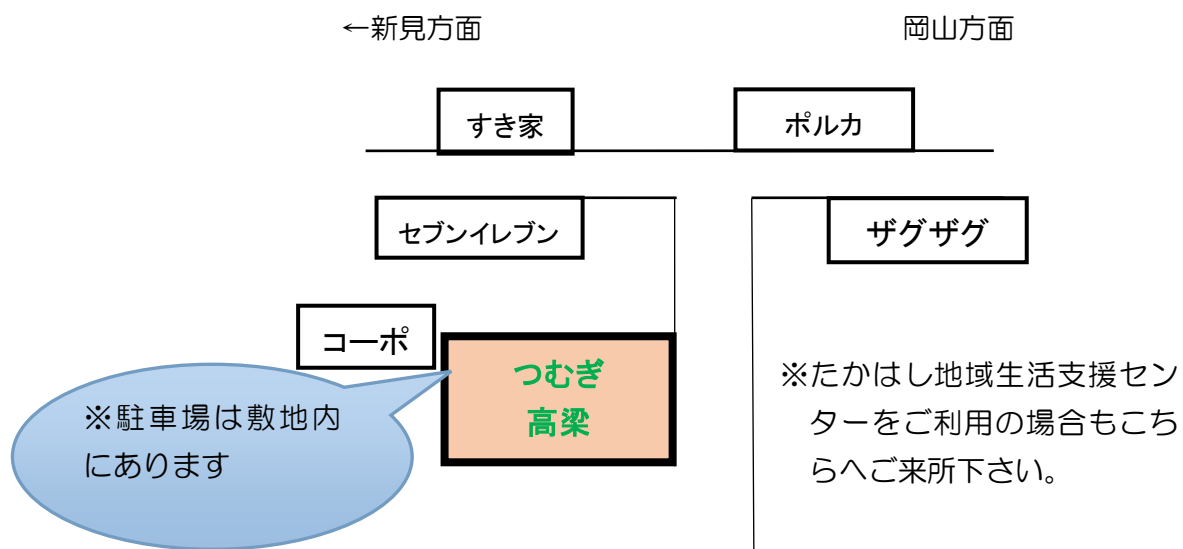 ←新見方面
岡山方面
すき家
ポルカ
セブンイレブン
ザグザグ
コーポ
つむぎ
高梁
※駐車場は敷地内
にあります
※たかはし地域生活支援セン
ターをご利用の場合もこち
らへご来所下さい。